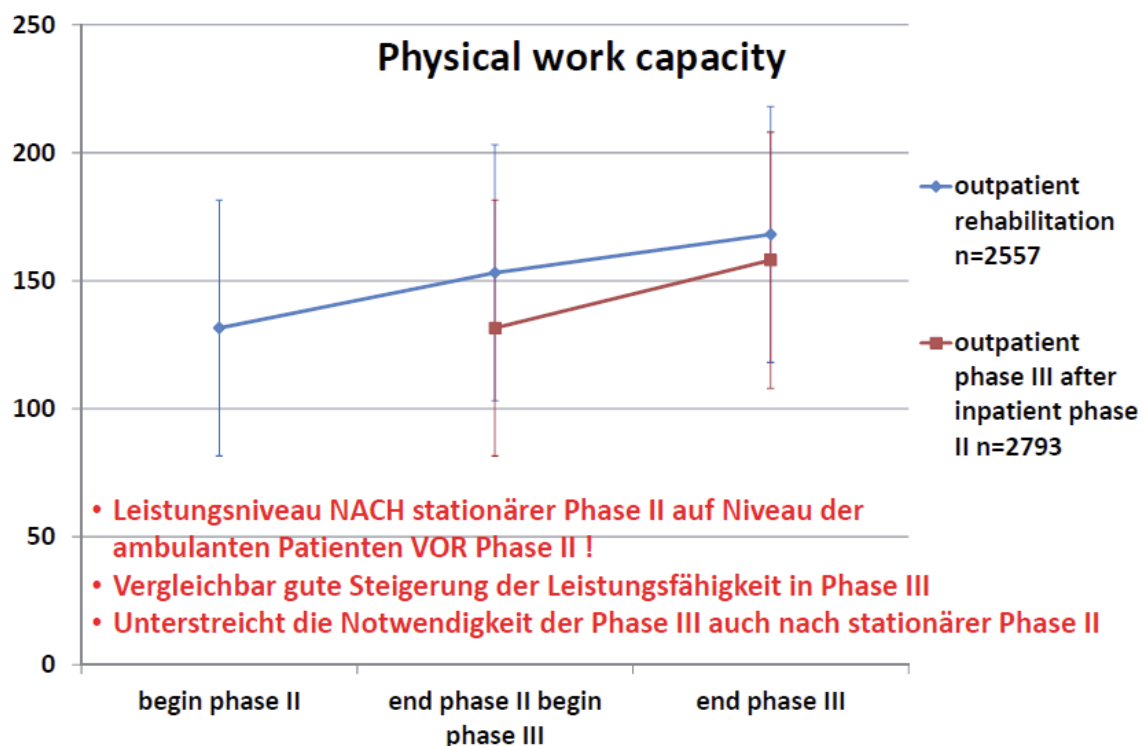 Physical work capacity
250
200
150
100
50
0
outpatient
rehabilitation
n=2557
outpatient
phase III after
inpatient phase
II n=2793
• Leistungsniveau NACH stationärer Phase II auf Niveau der
ambulanten Patienten VOR Phase II !
• Vergleichbar gute Steigerung der Leistungsfähigkeit in Phase III
• Unterstreicht die Notwendigkeit der Phase III auch nach stationärer Phase II
begin phase II
end phase II begin
phase III
end phase III